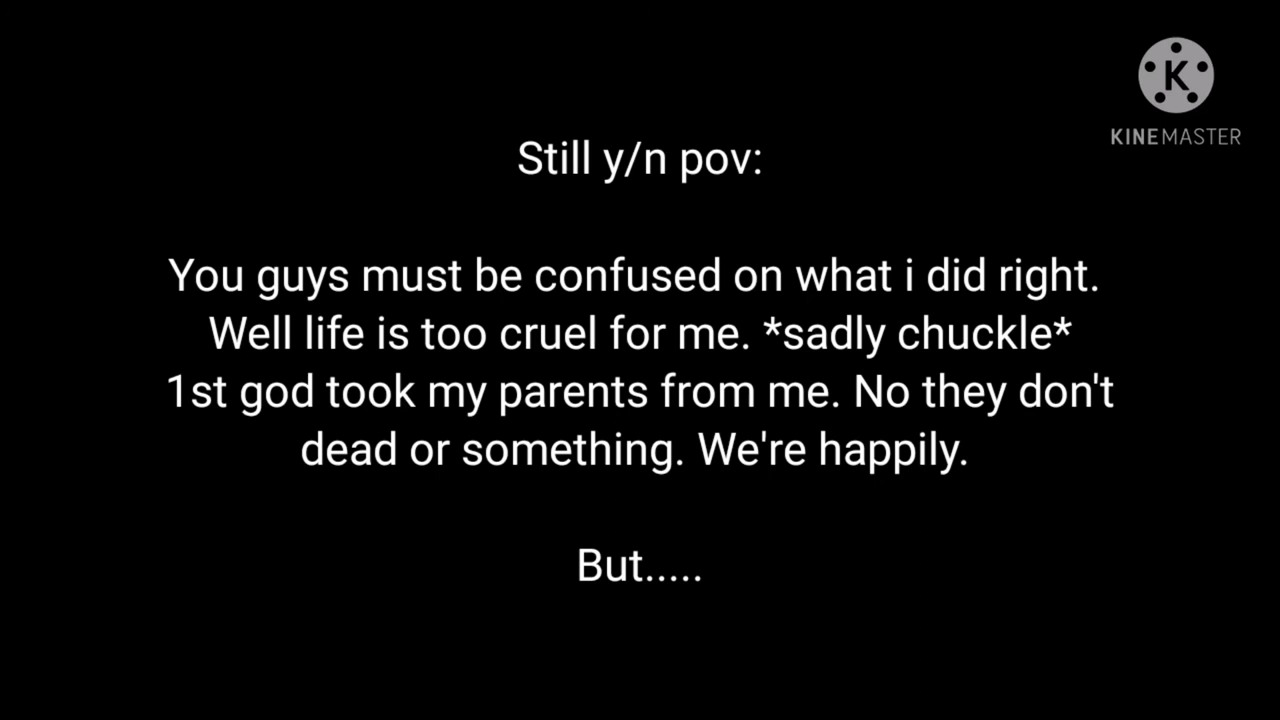 K
KINEMASTER
Still y/n pov:
You guys must be confused on what i did right.
Well life is too cruel for me. *sadly chuckle*
1st god took my parents from me. No they don't
dead or something. We're happily.
But.....